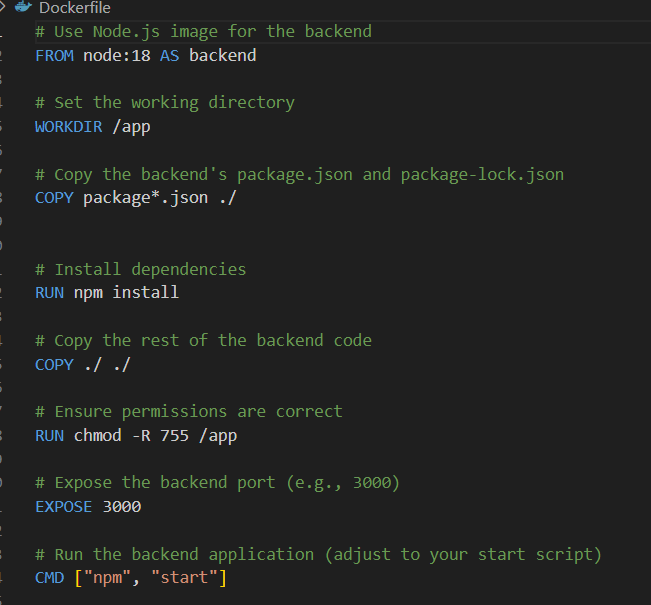 Dockerfile
# Use Node.js image for the backend
FROM node:18 AS backend
# Set the working directory
WORKDIR /app
# Copy the backend's package.json and package-lock.json
COPY package*.json ./
# Install dependencies
RUN npm install
# Copy the rest of the backend code
COPY ./ ./
# Ensure permissions are correct
RUN chmod -R 755 /app
# Expose the backend port (e.g., 3000)
EXPOSE 3000
# Run the backend application (adjust to your start script)
CMD ["npm", "start"]